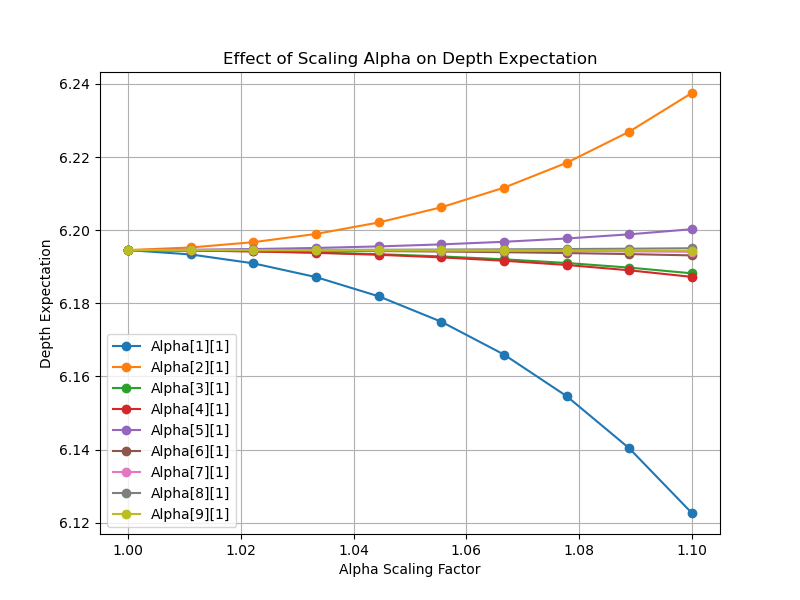 Effect of Scaling Alpha on Depth Expectation
Depth Expectation
6.24
6.22
6.20
6.18
6.16
6.14
6.12
Alpha[1][1]
Alpha[2][1]
Alpha[3][1]
Alpha[4][1]
Alpha[5][1]
Alpha[6][1]
Alpha[7][1]
Alpha[8][1]
Alpha[9][1]
1.00 1.02 1.04 1.06 1.08 1.10
Alpha Scaling Factor